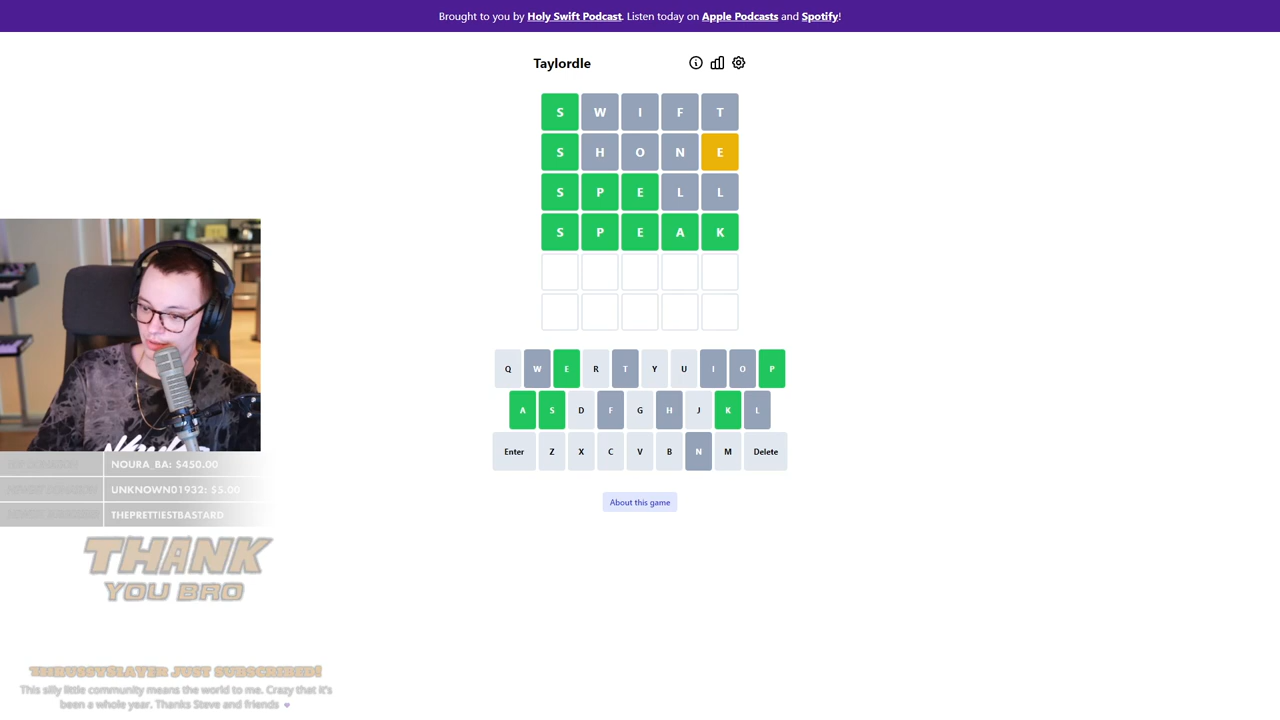 Brought to you by Holy Swift Podcast. Listen today on Apple Podcasts and Spotify!
Taylordle
S W I F T
S H O N E
S P E L L
S P E A K
Q W E R T Y U I O P
A S D F G H J K L
Enter Z X C V B N M Delete
About this game
NOURA_BA: $450.00
UNKNOWN01932: $5.00
THEPRETTIESTBASTARD
THANK
YOU BRO
THRUSSYSLAYER JUST SUBSCRIBED!
This silly little community means the world to me. Crazy that it's
been a whole year. Thanks Steve and friends